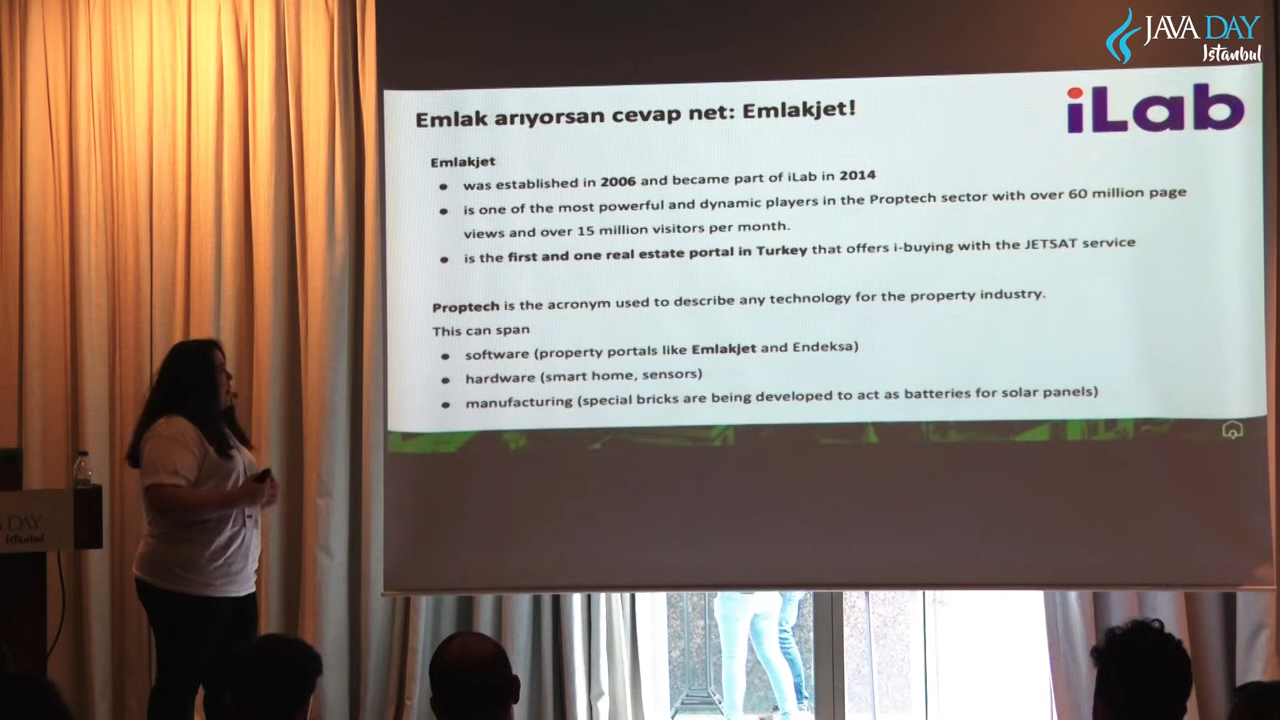 JAVA DAY
Istanbul
iLab
Emlak arıyorsan cevap net: Emlakjet!
Emlakjet
● was established in 2006 and became part of iLab in 2014
● is one of the most powerful and dynamic players in the Proptech sector with over 60 million page
views and over 15 million visitors per month.
● is the first and one real estate portal in Turkey that offers i-buying with the JETSAT service
Proptech is the acronym used to describe any technology for the property industry.
This can span
● software (property portals like Emlakjet and Endeksa)
● hardware (smart home, sensors)
● manufacturing (special bricks are being developed to act as batteries for solar panels)
DAY
Istanbul